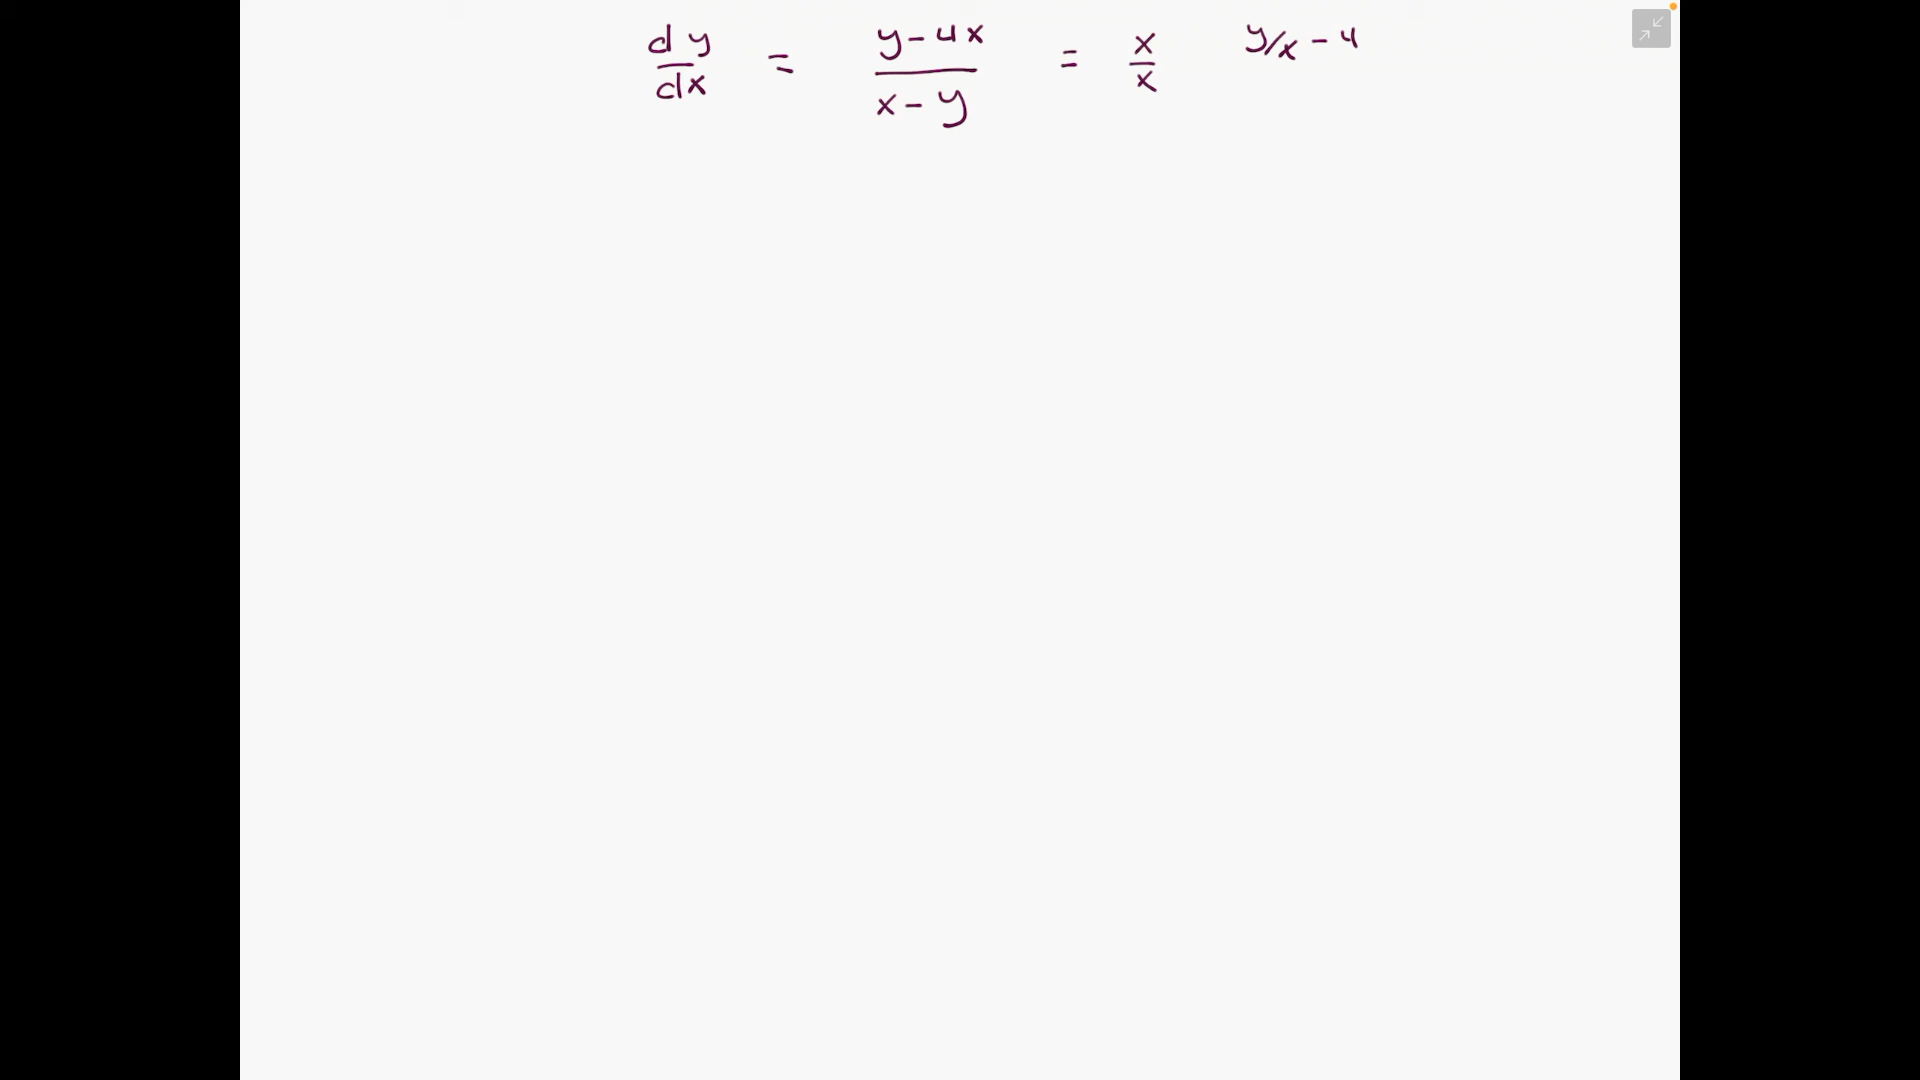 dy/dx = (y-4x)/(x-y) = x/x y/x - 4